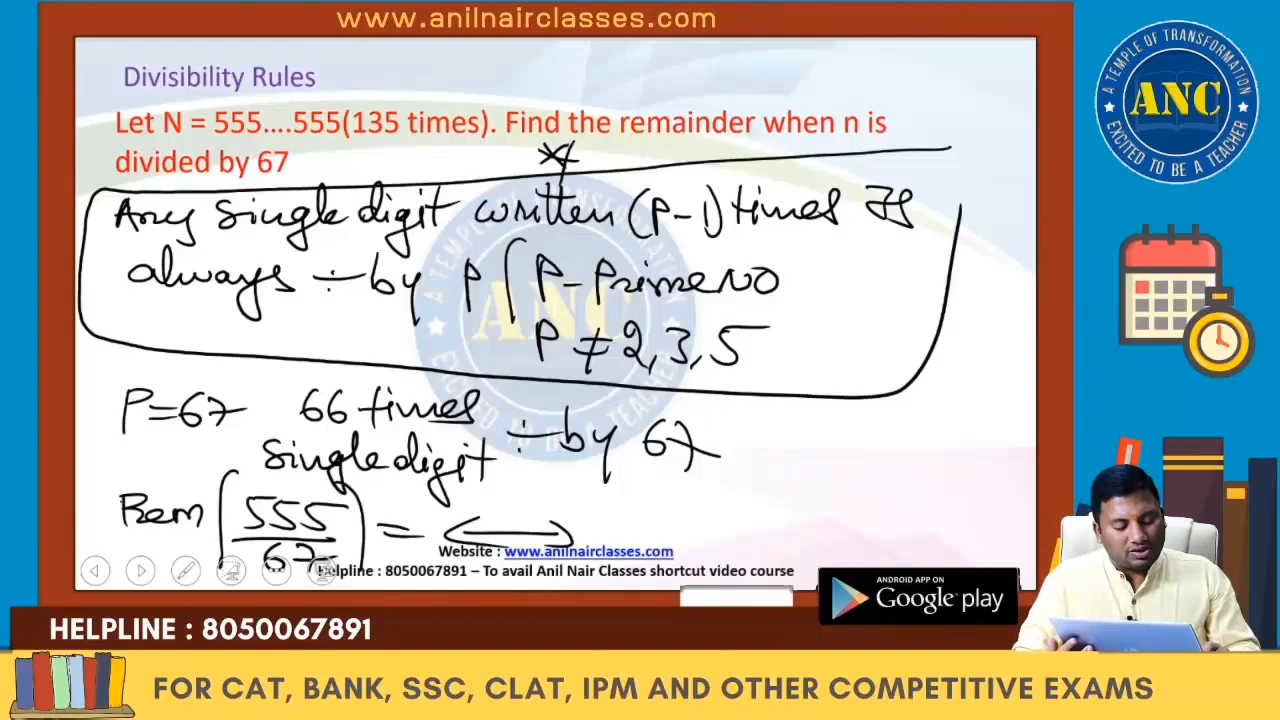 www.anilnairclasses.com
Divisibility Rules
Let N = 555....555(135 times). Find the remainder when n is
divided by 67
Any single digit written (P-1) times is
always ÷ by P [P - Prime NO
P ≠ 2, 3, 5
P=67 66 times
single digit ÷ by 67
Rem [555/67] =
Website : www.anilnairclasses.com
Helpline : 8050067891 – To avail Anil Nair Classes shortcut video course
A TEMPLE OF TRANSFORMATION
ANC
EXCITED TO BE A TEACHER
ANDROID APP ON
Google play
HELPLINE : 8050067891
FOR CAT, BANK, SSC, CLAT, IPM AND OTHER COMPETITIVE EXAMS